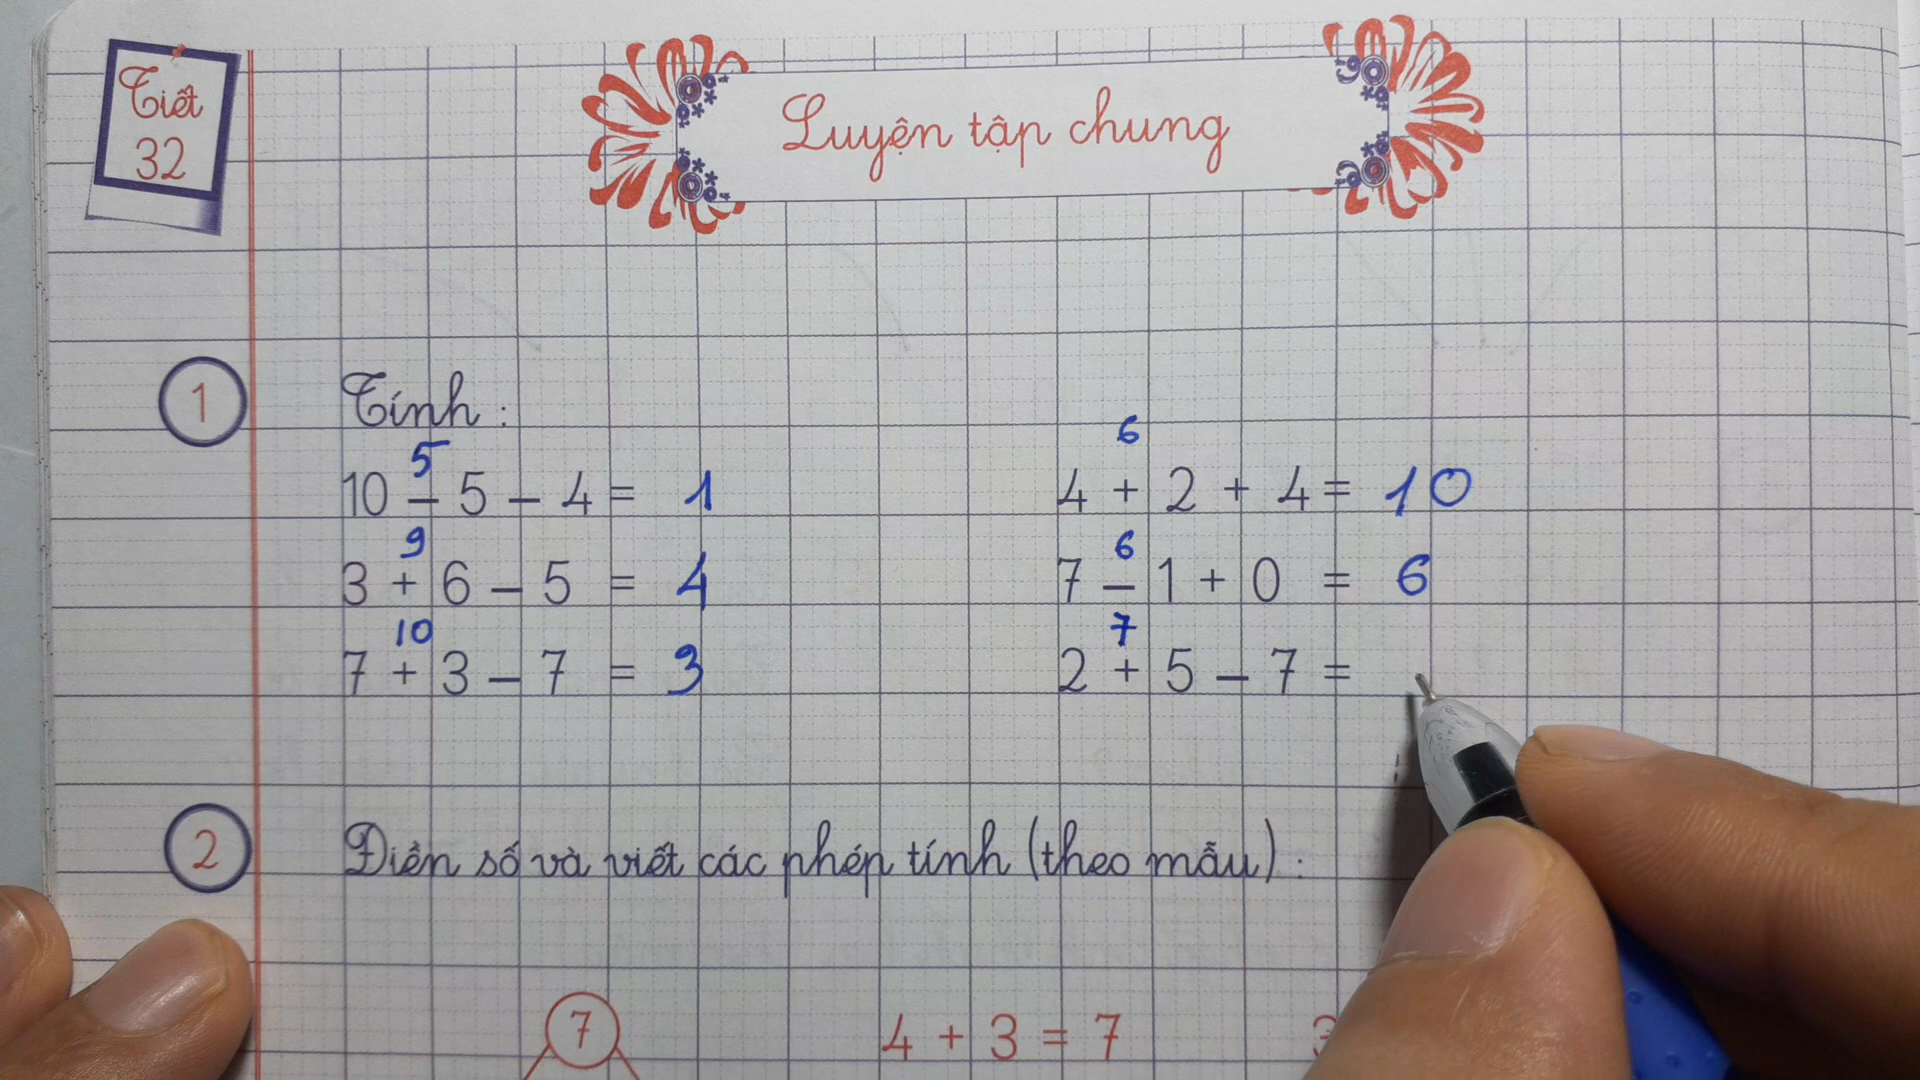 Tiết
32
Luyện tập chung
1
Tính :
5
10 – 5 – 4 = 1
9
3 + 6 – 5 = 4
10
7 + 3 – 7 = 3
6
4 + 2 + 4 = 10
6
7 – 1 + 0 = 6
7
2 + 5 – 7 =
2
Điền số và viết các phép tính (theo mẫu) :
7
4 + 3 = 7
3